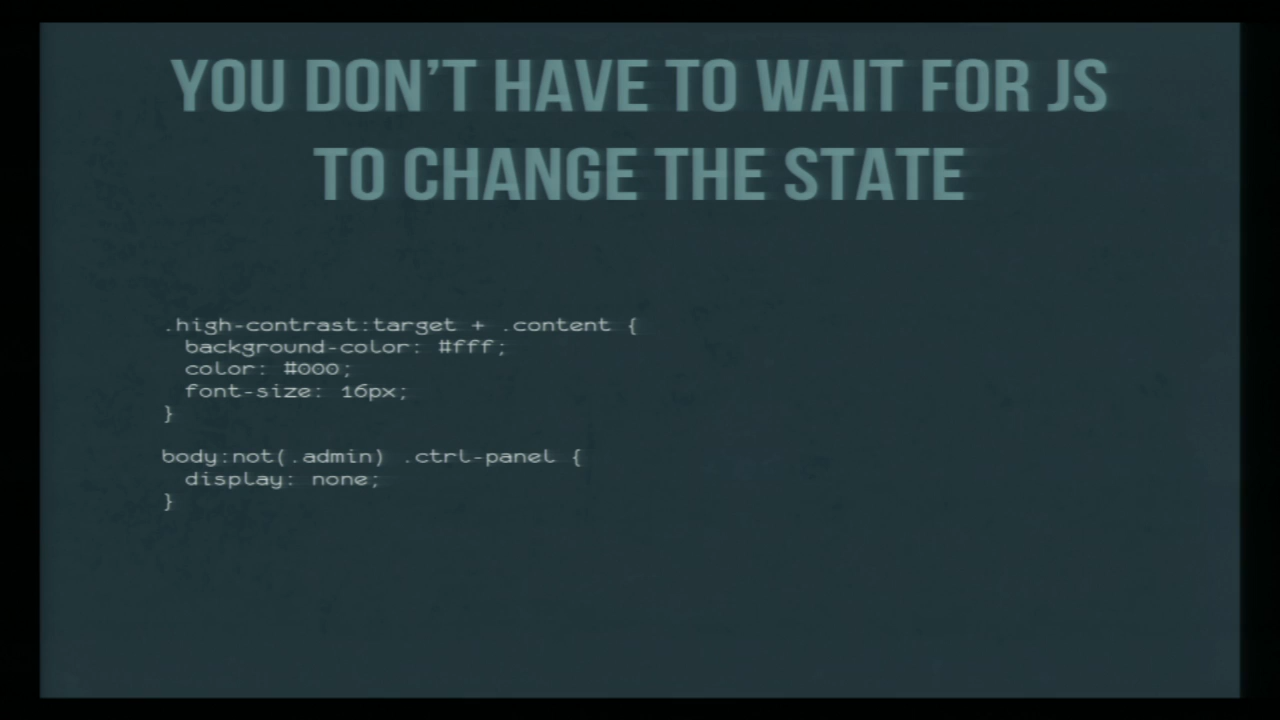 YOU DON'T HAVE TO WAIT FOR JS
TO CHANGE THE STATE
.high-contrast:target + .content {
  background-color: #fff;
  color: #000;
  font-size: 16px;
}
body:not(.admin) .ctrl-panel {
  display: none;
}